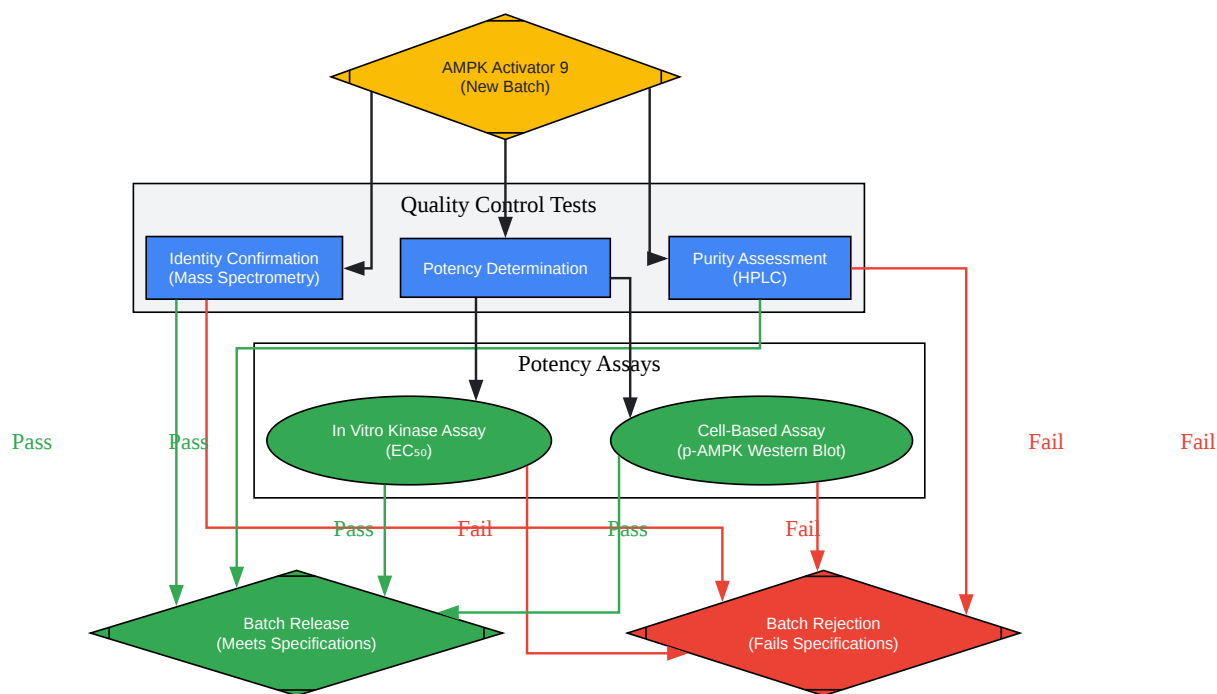 AMPK Activator 9
(New Batch)
Quality Control Tests
Identity Confirmation
(Mass Spectrometry)
Potency Determination
Purity Assessment
(HPLC)
Potency Assays
In Vitro Kinase Assay
(EC₅₀)
Cell-Based Assay
(p-AMPK Western Blot)
Pass
Pass
Fail
Fail
Pass
Fail
Pass
Fail
Batch Release
(Meets Specifications)
Batch Rejection
(Fails Specifications)